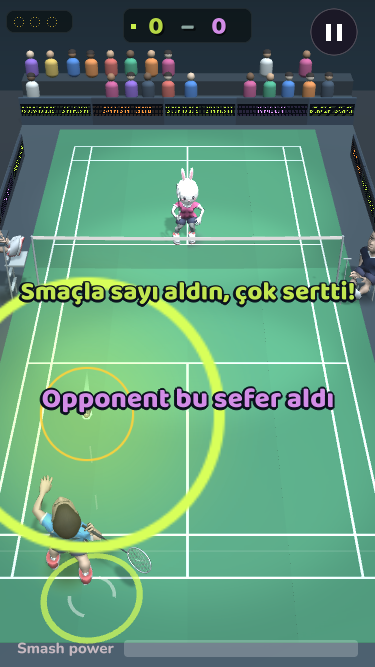 0 – 0
Smaçla sayı aldın, çok sertti!
Opponent bu sefer aldı
Smash power